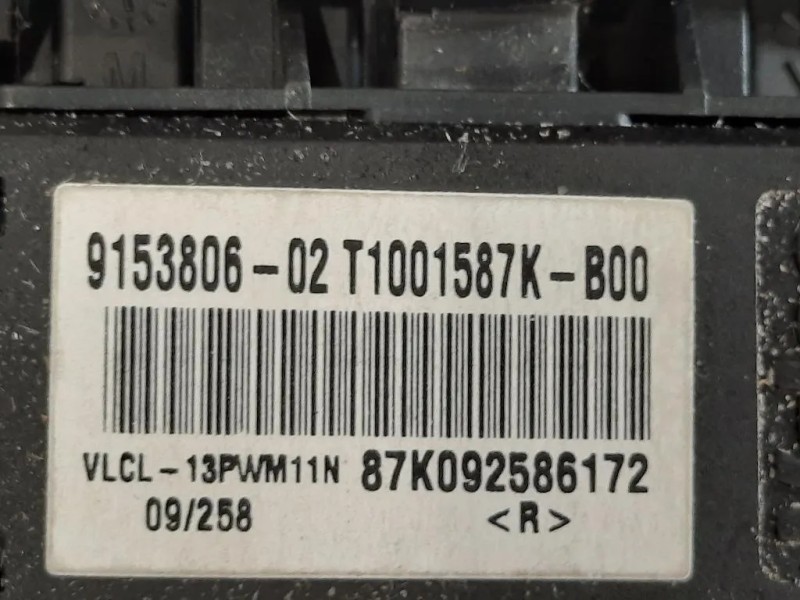 9153806-02 T1001587K-B00
VLCL-13PWM11N 87K092586172
09/258 <R>